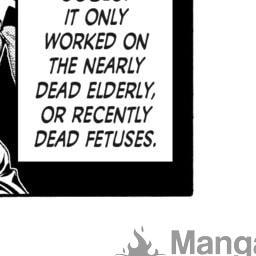 IT ONLY
WORKED ON
THE NEARLY
DEAD ELDERLY,
OR RECENTLY
DEAD FETUSES.
Manga